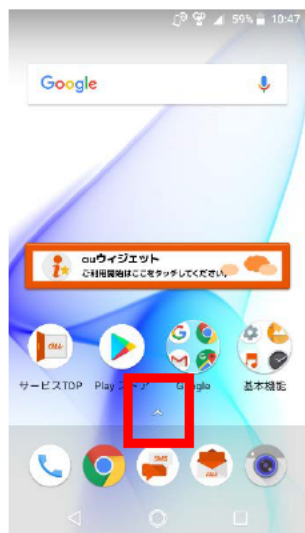 59% 10:47
Google
auウィジェット
ご利用開始はここをタッチしてください。
au
サービスTOP
Play ストア
Google
基本機能
SMS
au